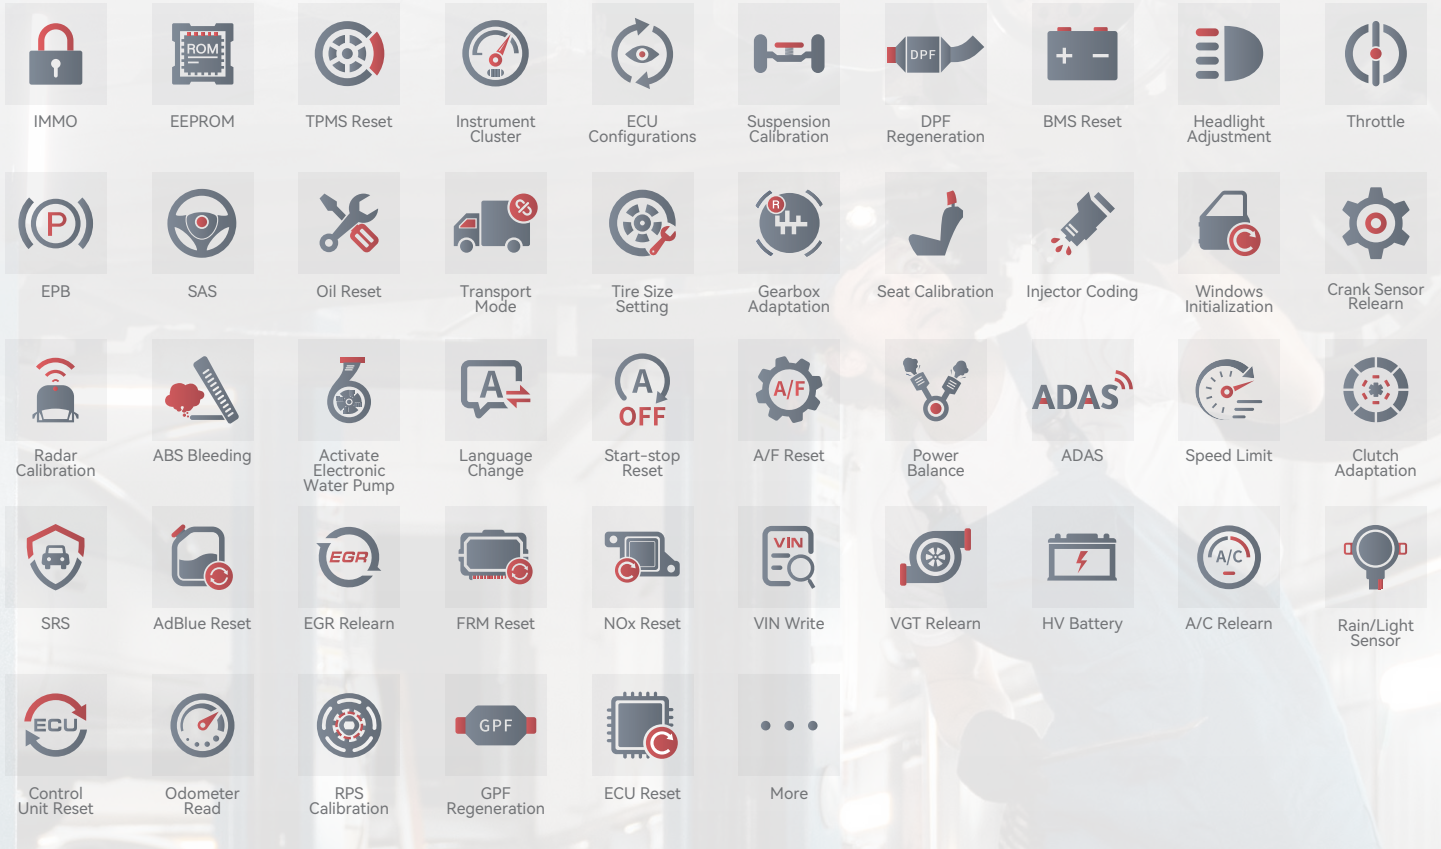 ROM
DPF
+ −
IMMO
EEPROM
TPMS Reset
Instrument
Cluster
ECU
Configurations
Suspension
Calibration
DPF
Regeneration
BMS Reset
Headlight
Adjustment
Throttle
P
R
EPB
SAS
Oil Reset
Transport
Mode
Tire Size
Setting
Gearbox
Adaptation
Seat Calibration
Injector Coding
Windows
Initialization
Crank Sensor
Relearn
A
A
OFF
A/F
ADAS
Radar
Calibration
ABS Bleeding
Activate
Electronic
Water Pump
Language
Change
Start-stop
Reset
A/F Reset
Power
Balance
ADAS
Speed Limit
Clutch
Adaptation
EGR
VIN
A/C
SRS
AdBlue Reset
EGR Relearn
FRM Reset
NOx Reset
VIN Write
VGT Relearn
HV Battery
A/C Relearn
Rain/Light
Sensor
ECU
GPF
Control
Unit Reset
Odometer
Read
RPS
Calibration
GPF
Regeneration
ECU Reset
More